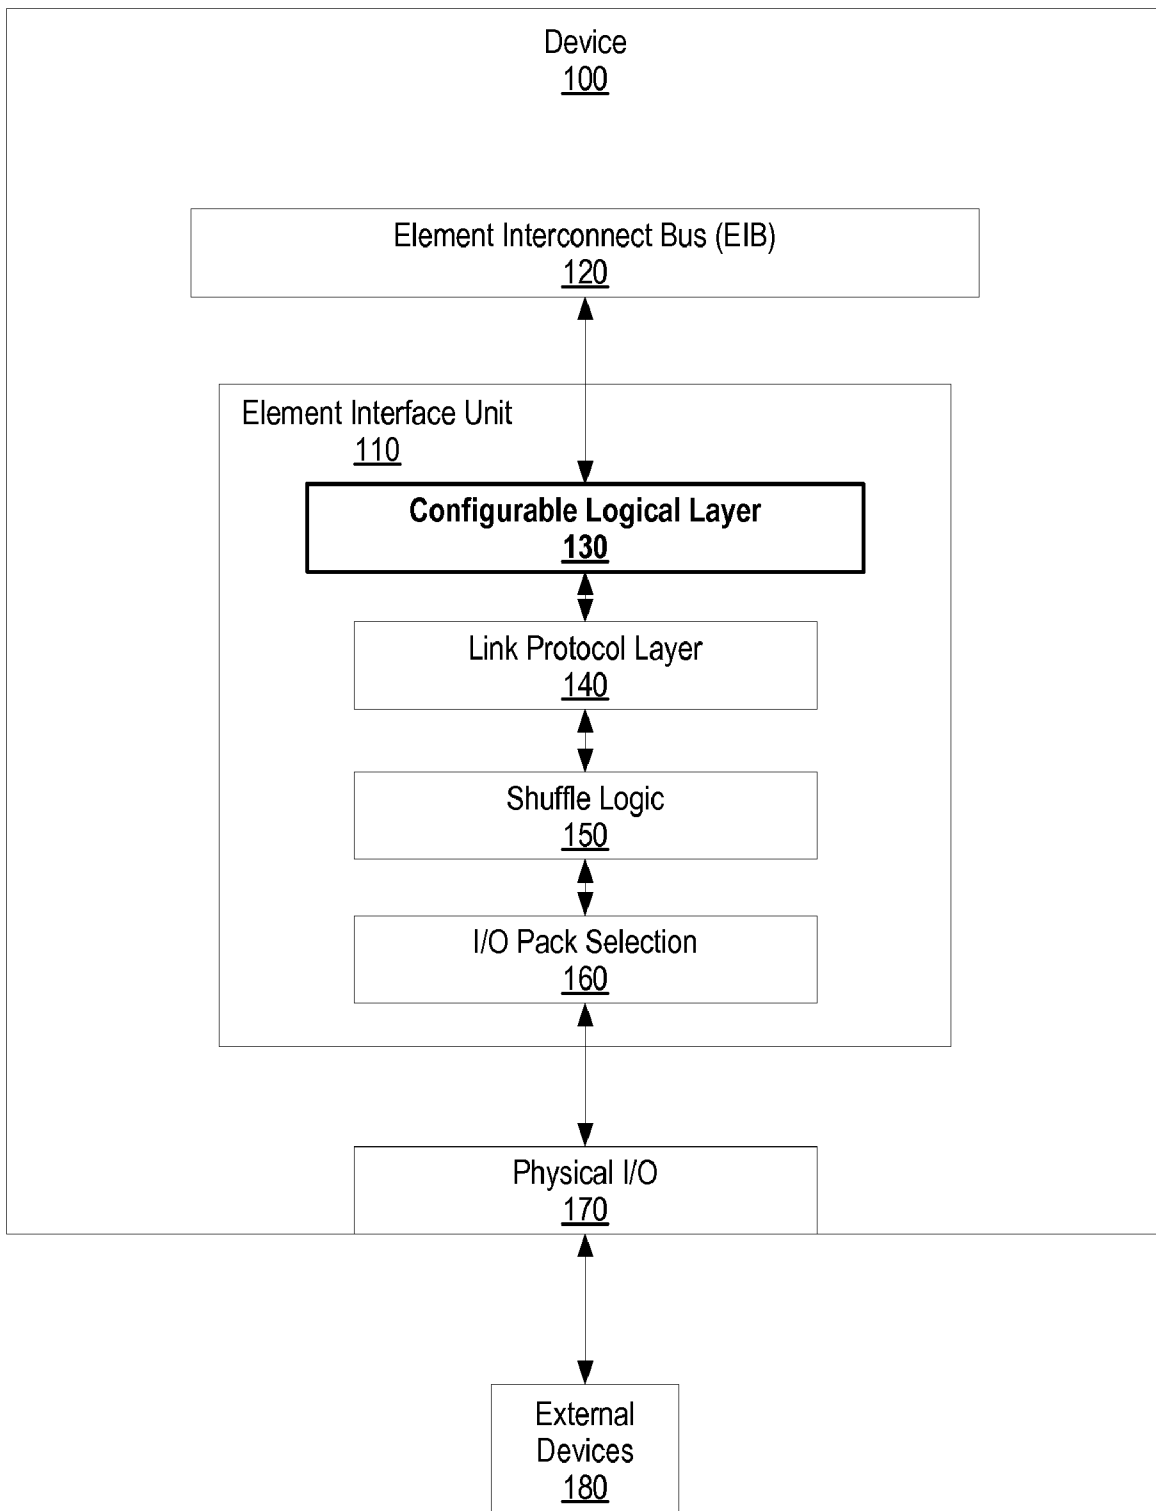 Device
100
Element Interconnect Bus (EIB)
120
Element Interface Unit
110
Configurable Logical Layer
130
Link Protocol Layer
140
Shuffle Logic
150
I/O Pack Selection
160
Physical I/O
170
External
Devices
180